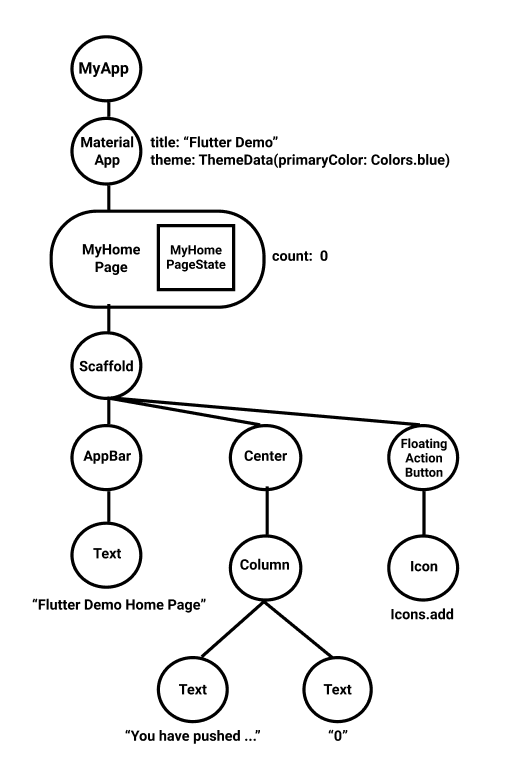 MyApp
Material
App
title: “Flutter Demo”
theme: ThemeData(primaryColor: Colors.blue)
MyHome
Page
MyHome
PageState
count: 0
Scaffold
AppBar
Center
Floating
Action
Button
Text
“Flutter Demo Home Page”
Column
Icon
Icons.add
Text
“You have pushed ...”
Text
“0”